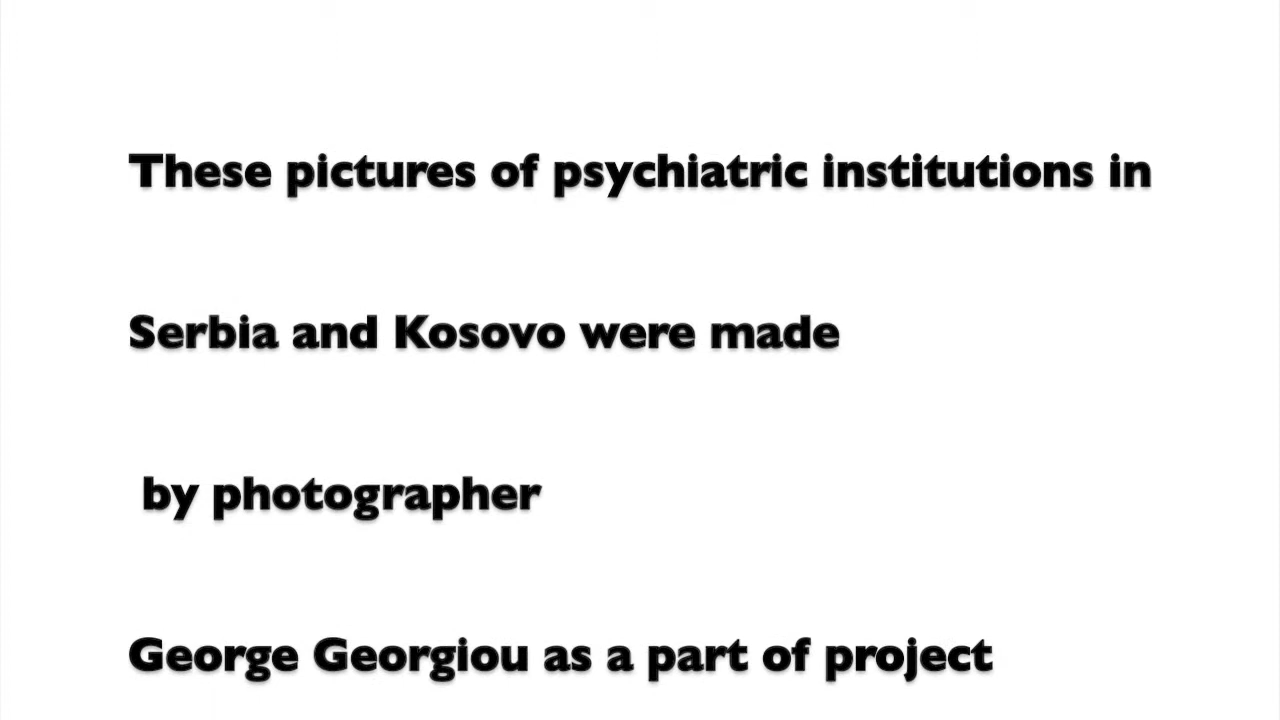 These pictures of psychiatric institutions in
Serbia and Kosovo were made
by photographer
George Georgiou as a part of project